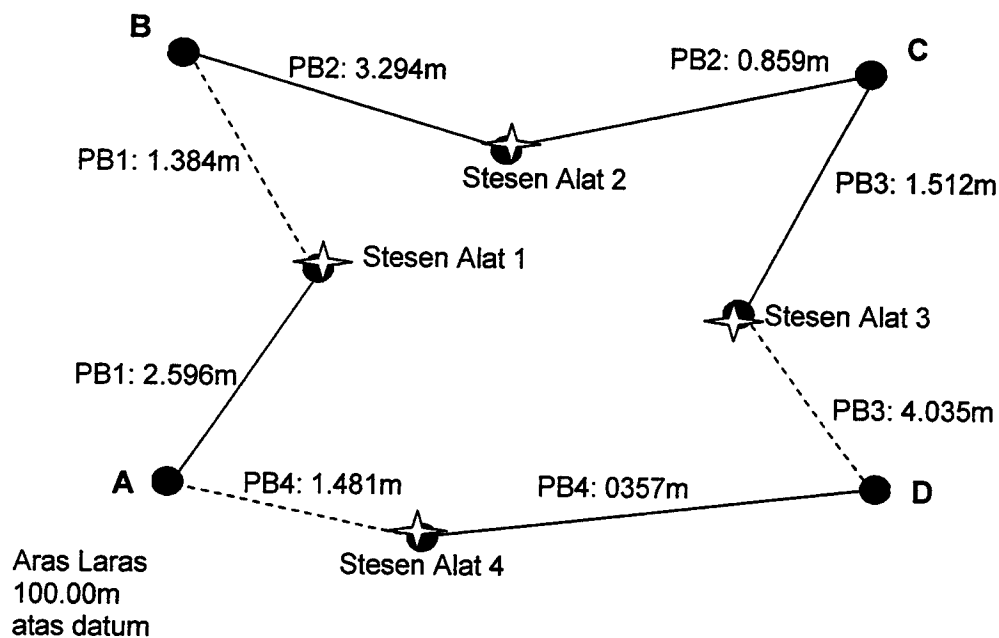 B
C
PB2: 3.294m
PB2: 0.859m
PB1: 1.384m
Stesen Alat 2
PB3: 1.512m
Stesen Alat 1
Stesen Alat 3
PB1: 2.596m
PB3: 4.035m
A
PB4: 1.481m
PB4: 0357m
D
Stesen Alat 4
Aras Laras
100.00m
atas datum